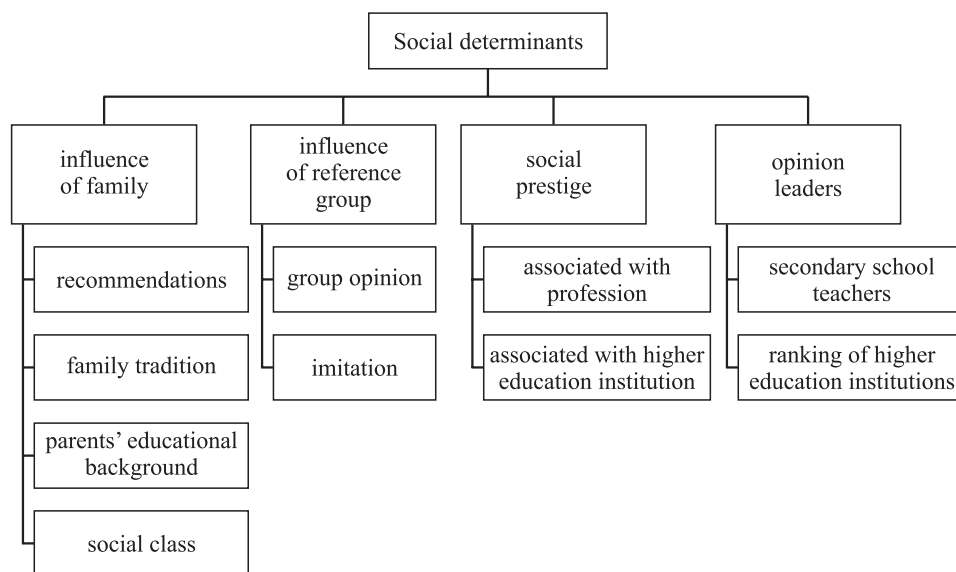 Social determinants
influence
of family
influence
of reference
group
social
prestige
opinion
leaders
recommendations
family tradition
parents’ educational
background
social class
group opinion
imitation
associated with
profession
associated with higher
education institution
secondary school
teachers
ranking of higher
education institutions